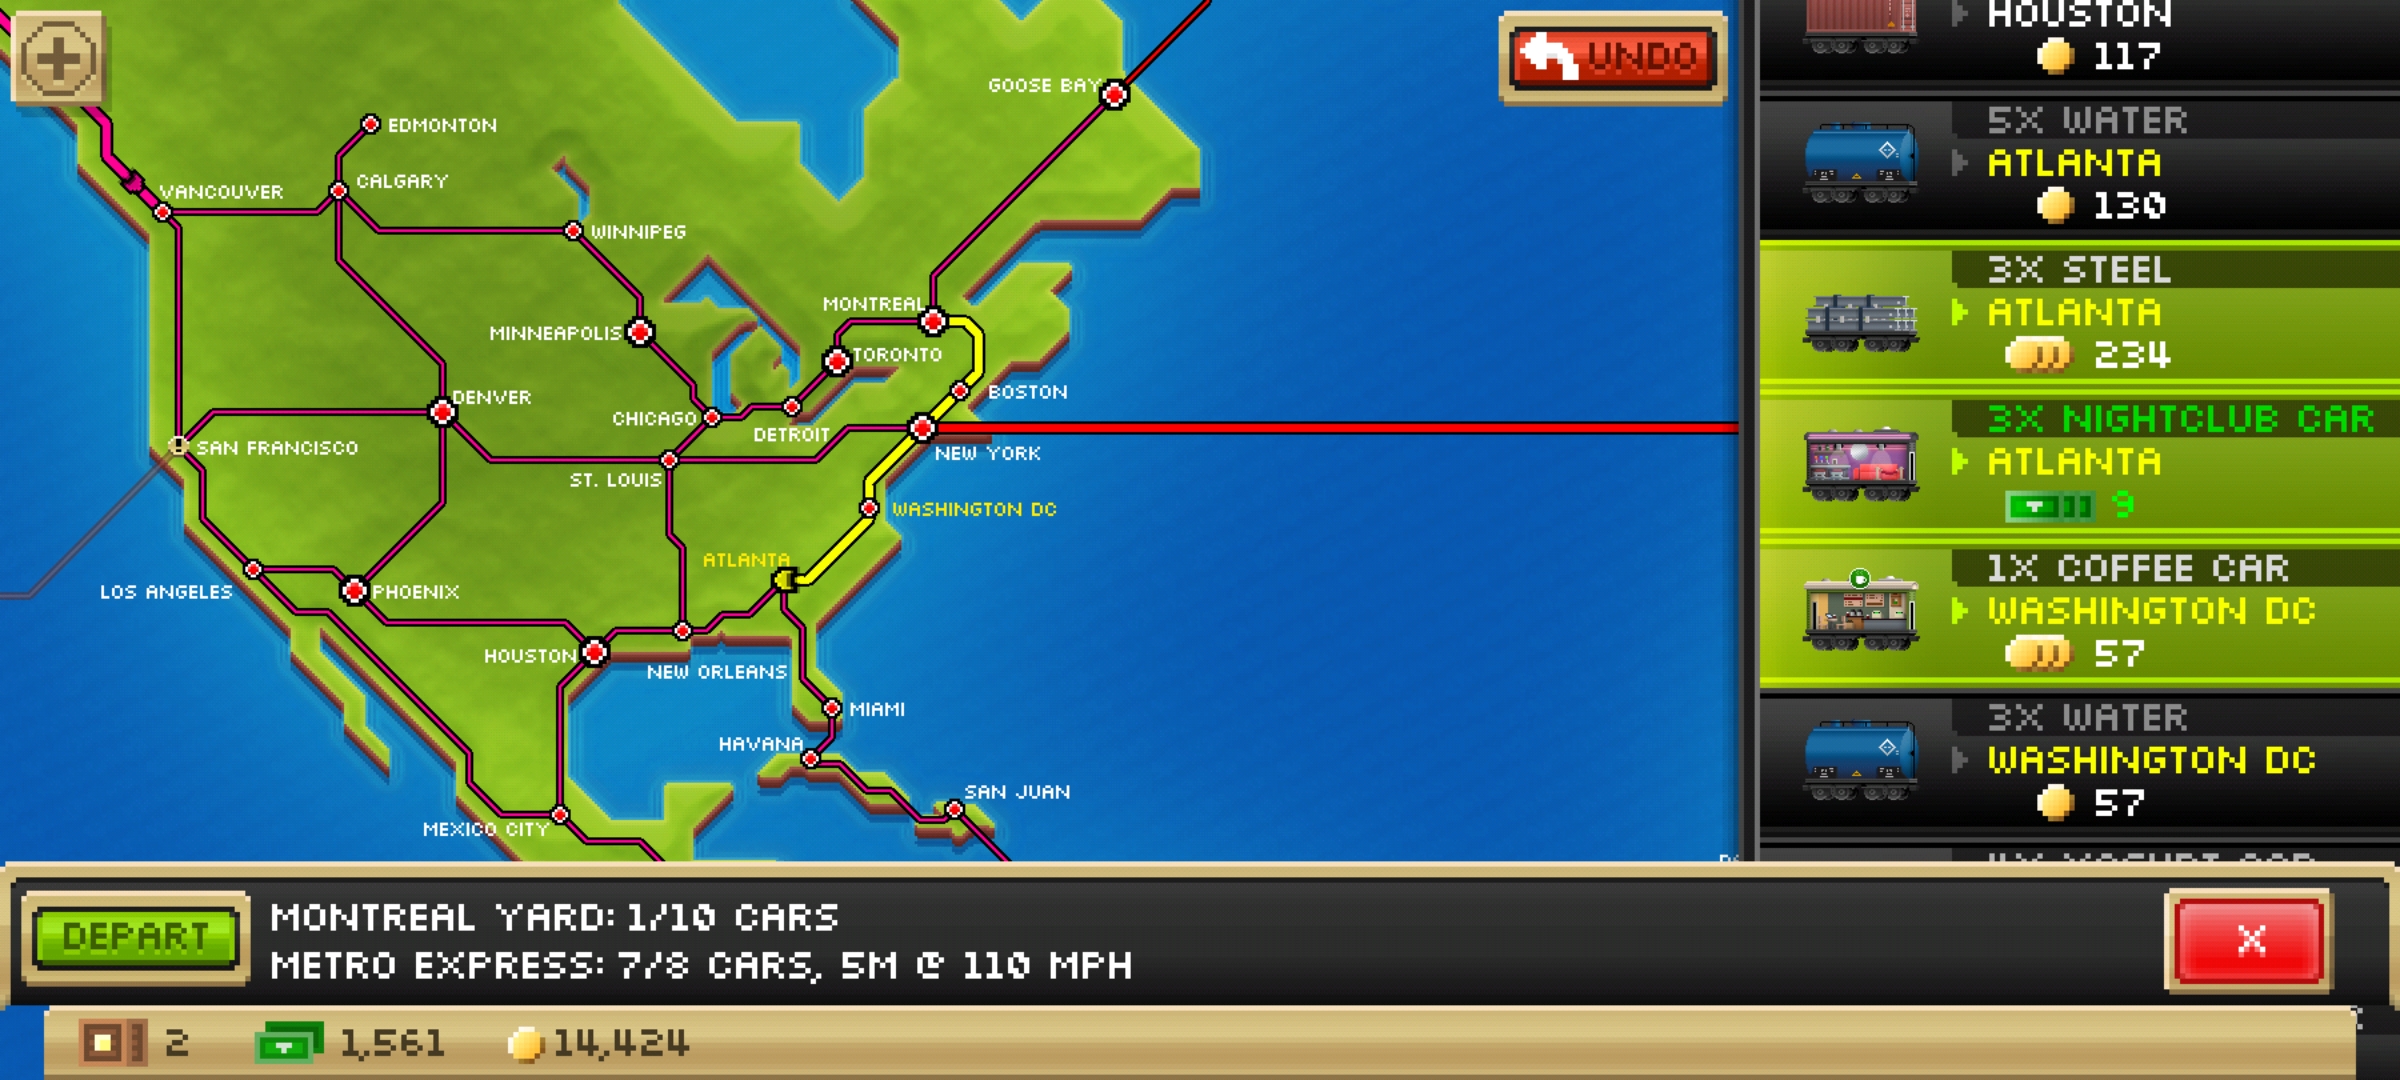 UNDO
GOOSE BAY
EDMONTON
CALGARY
VANCOUVER
WINNIPEG
MONTREAL
MINNEAPOLIS
TORONTO
BOSTON
DENVER
CHICAGO
DETROIT
SAN FRANCISCO
NEW YORK
ST. LOUIS
WASHINGTON DC
ATLANTA
LOS ANGELES
PHOENIX
HOUSTON
NEW ORLEANS
MIAMI
HAVANA
SAN JUAN
MEXICO CITY
HOUSTON
117
5X WATER
ATLANTA
130
3X STEEL
ATLANTA
234
3X NIGHTCLUB CAR
ATLANTA
9
1X COFFEE CAR
WASHINGTON DC
57
3X WATER
WASHINGTON DC
57
DEPART
MONTREAL YARD: 1/10 CARS
METRO EXPRESS: 7/8 CARS, 5M @ 110 MPH
X
2
1,561
14,424